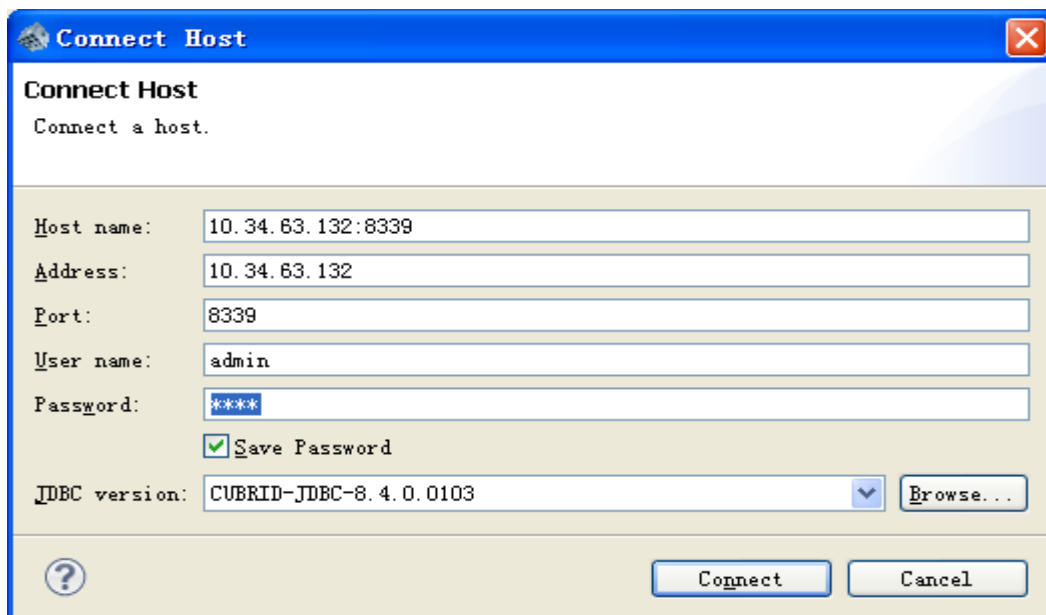 Connect Host
Connect Host
Connect a host.
Host name: 10.34.63.132:8339
Address: 10.34.63.132
Port: 8339
User name: admin
Password: ****
Save Password
JDBC version: CUBRID-JDBC-8.4.0.0103 Browse...
? Connect Cancel